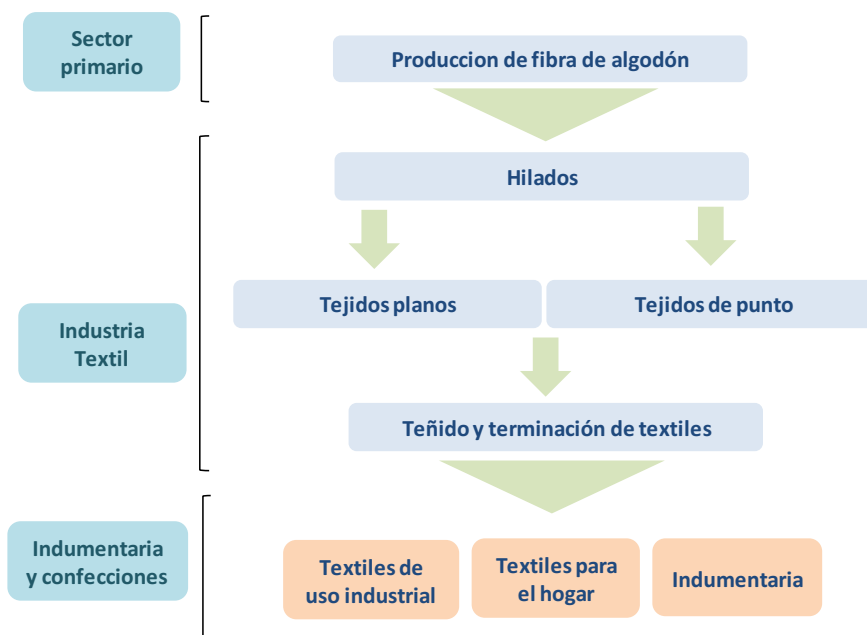 Sector
primario
Produccion de fibra de algodón
Hilados
Tejidos planos
Tejidos de punto
Industria
Textil
Teñido y terminación de textiles
Indumentaria
y confecciones
Textiles de
uso industrial
Textiles para
el hogar
Indumentaria